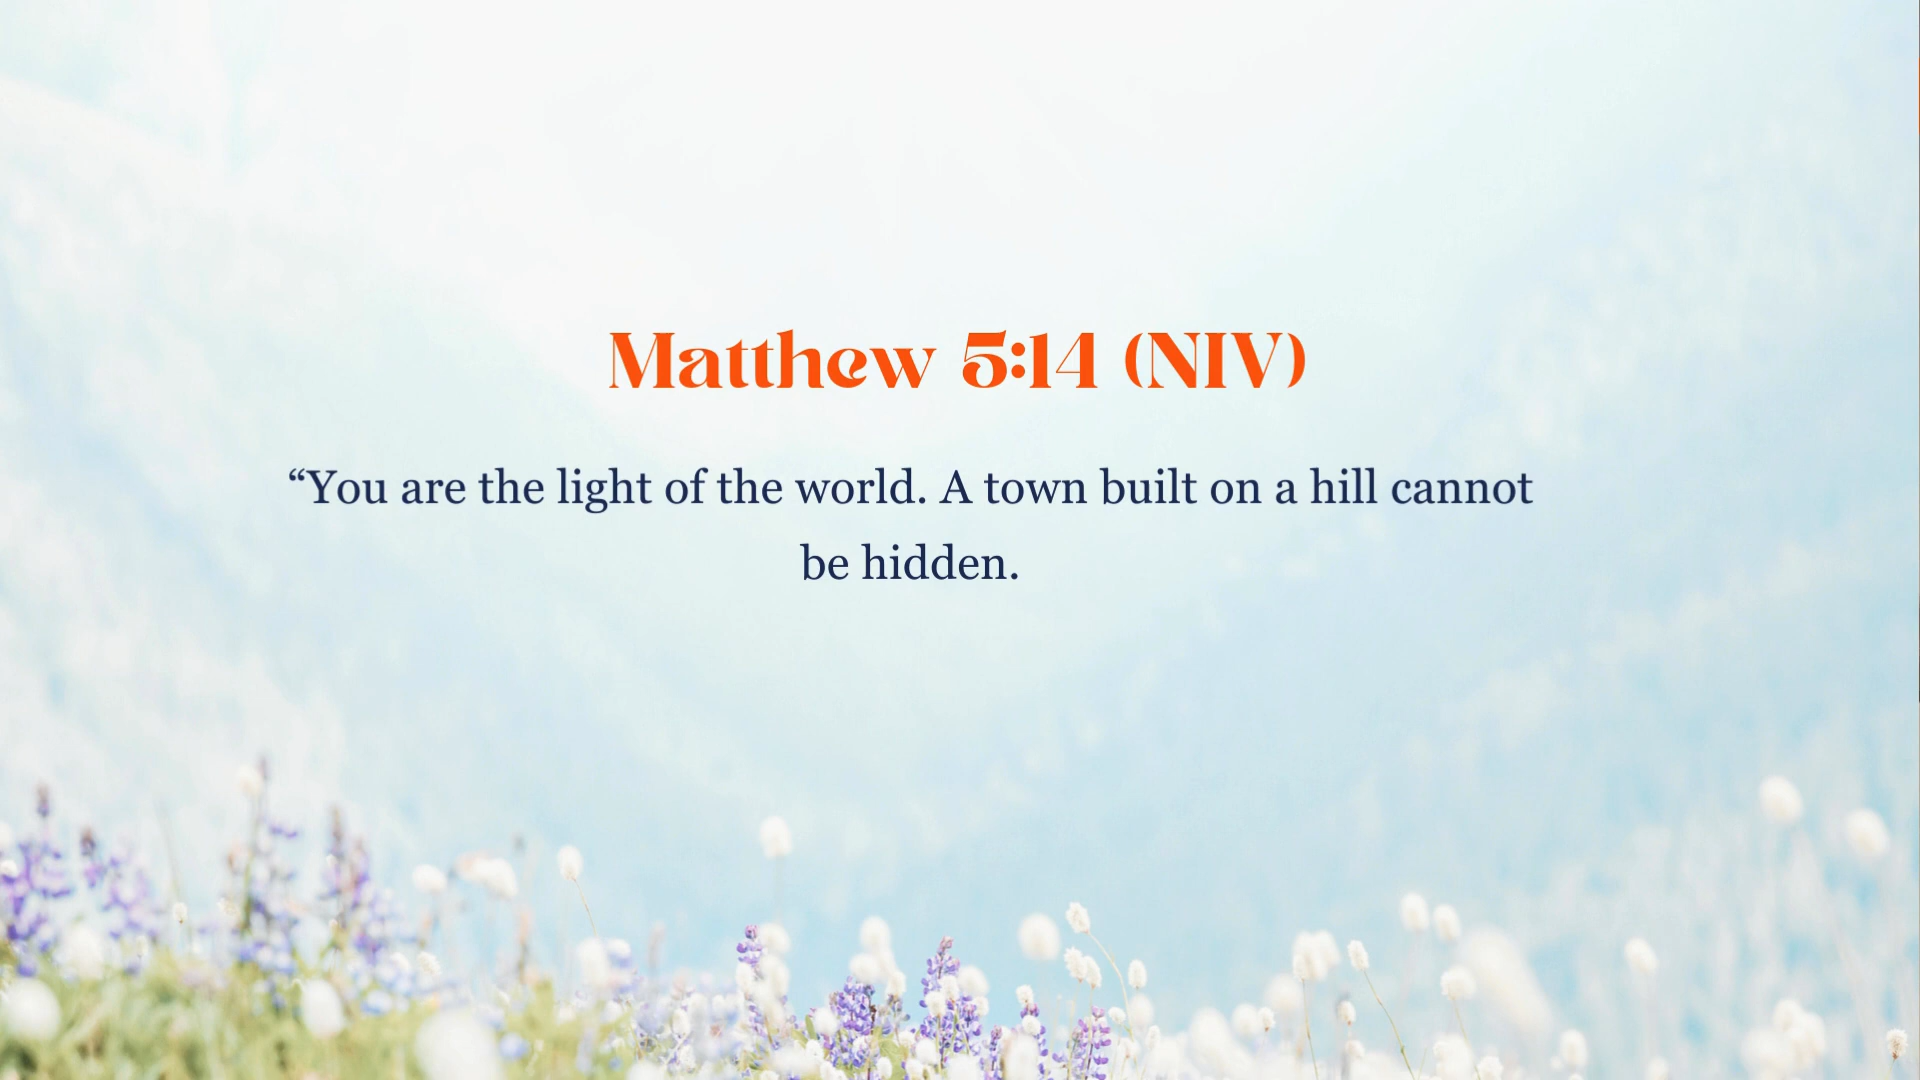 Matthew 5:14 (NIV)
“You are the light of the world. A town built on a hill cannot
be hidden.